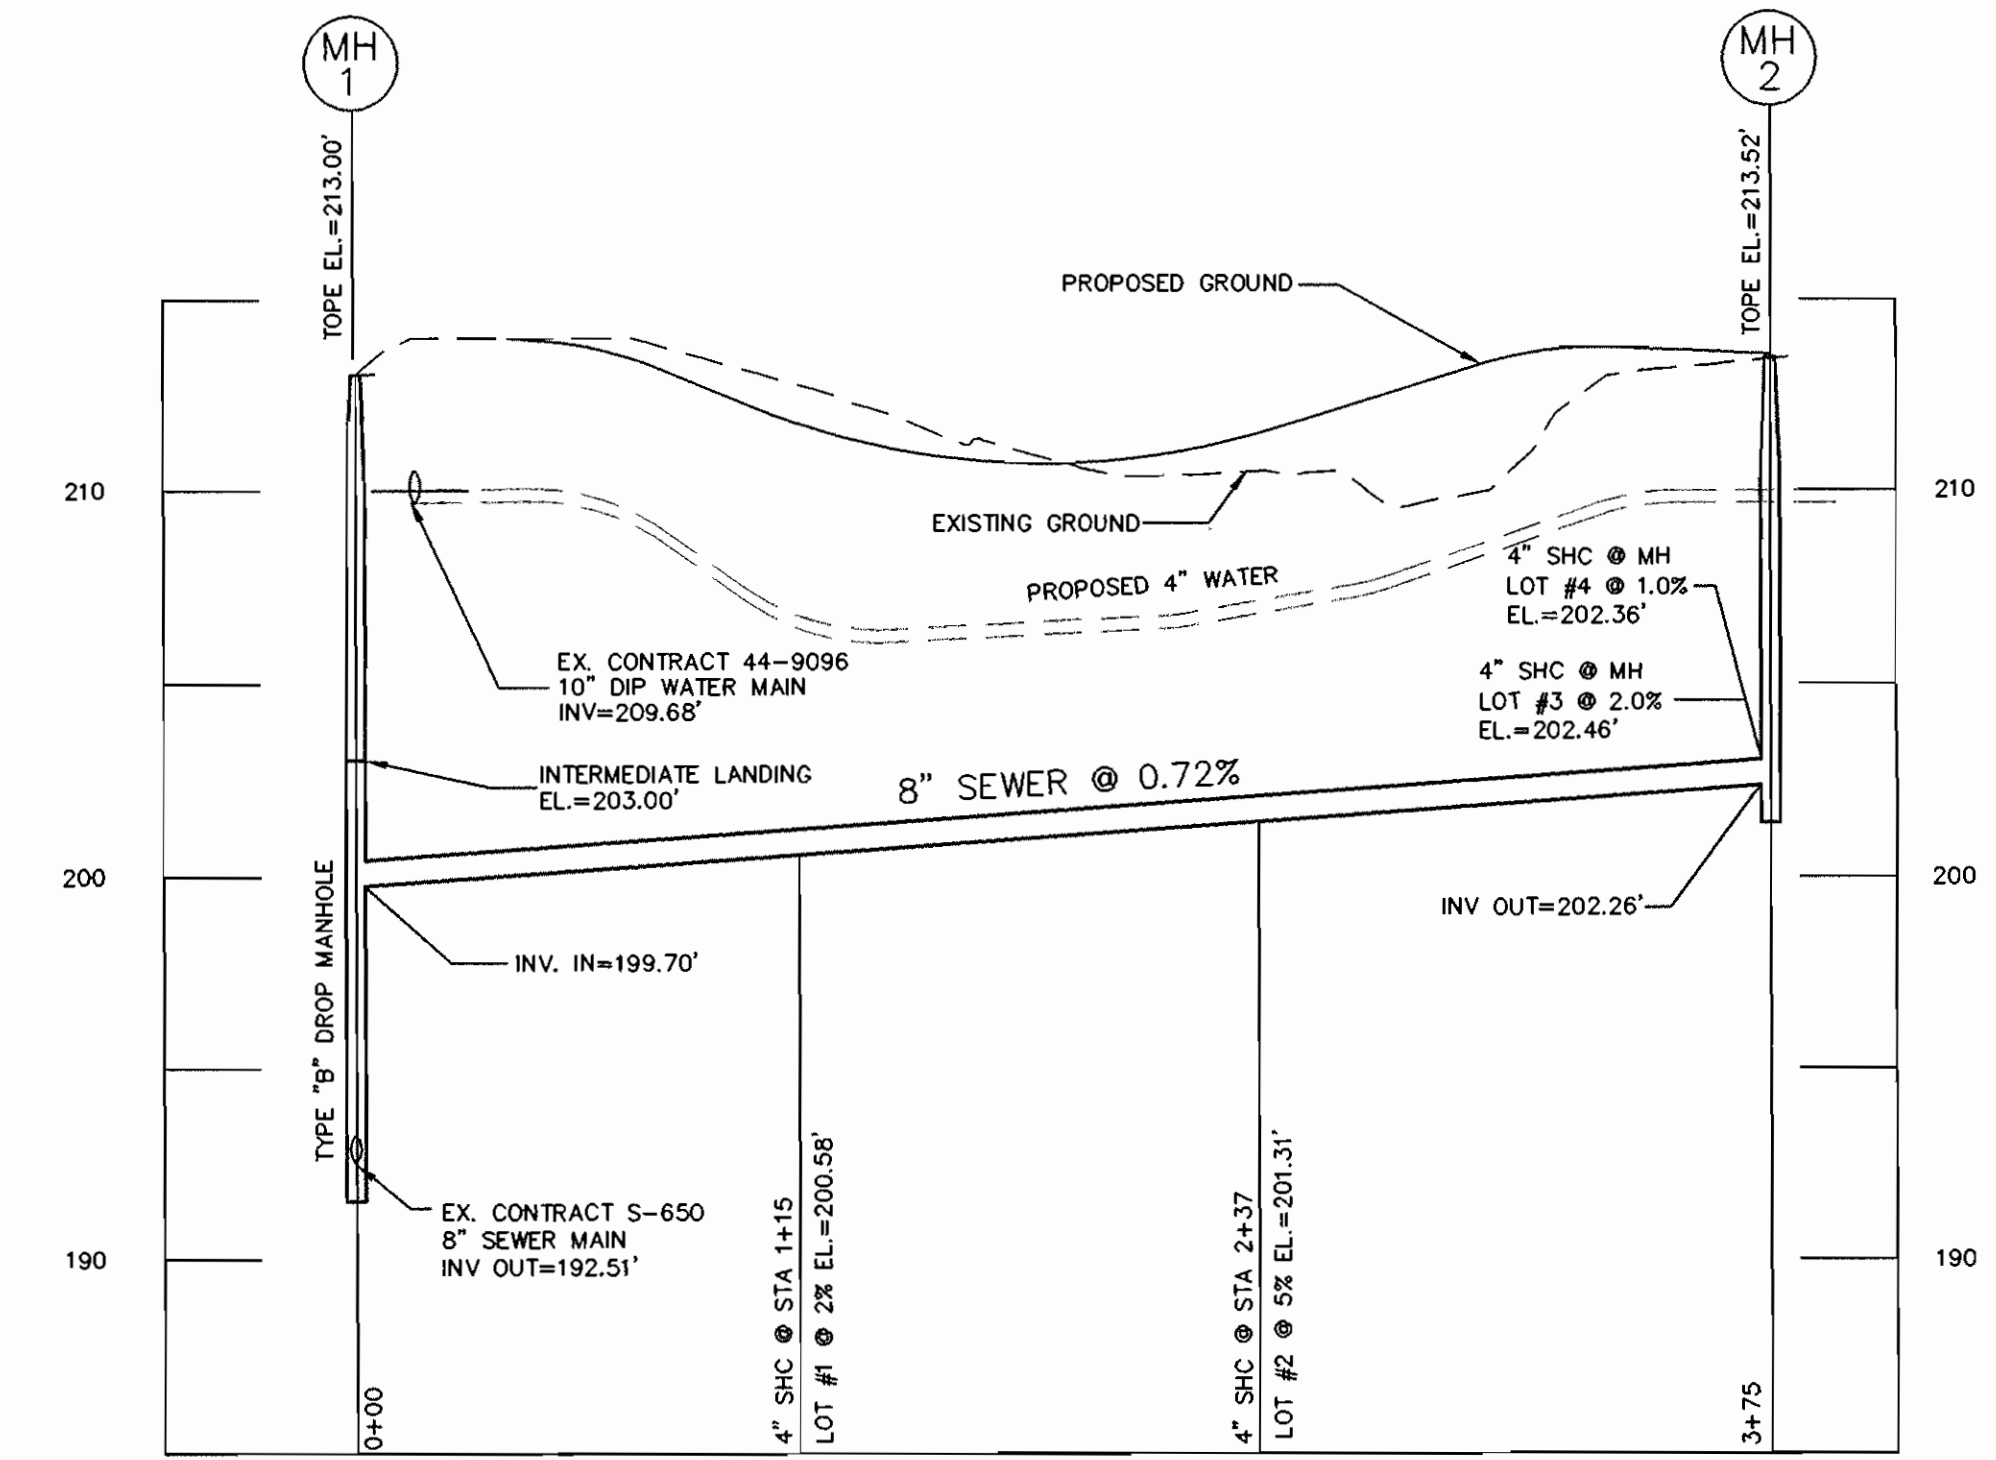 MH
1
MH
2
TOPE EL.=213.00'
TOPE EL.=213.52'
PROPOSED GROUND
210
210
EXISTING GROUND
PROPOSED 4" WATER
4" SHC @ MH
LOT #4 @ 1.0%
EL.=202.36'
EX. CONTRACT 44-9096
10" DIP WATER MAIN
INV=209.68'
4" SHC @ MH
LOT #3 @ 2.0%
EL.=202.46'
INTERMEDIATE LANDING
EL.=203.00'
8" SEWER @ 0.72%
200
200
INV OUT=202.26'
INV. IN=199.70'
TYPE "B" DROP MANHOLE
EX. CONTRACT S-650
8" SEWER MAIN
INV OUT=192.51'
190
190
4" SHC @ STA 1+15
LOT #1 @ 2% EL.=200.58'
4" SHC @ STA 2+37
LOT #2 @ 5% EL.=201.31'
0+00
3+75